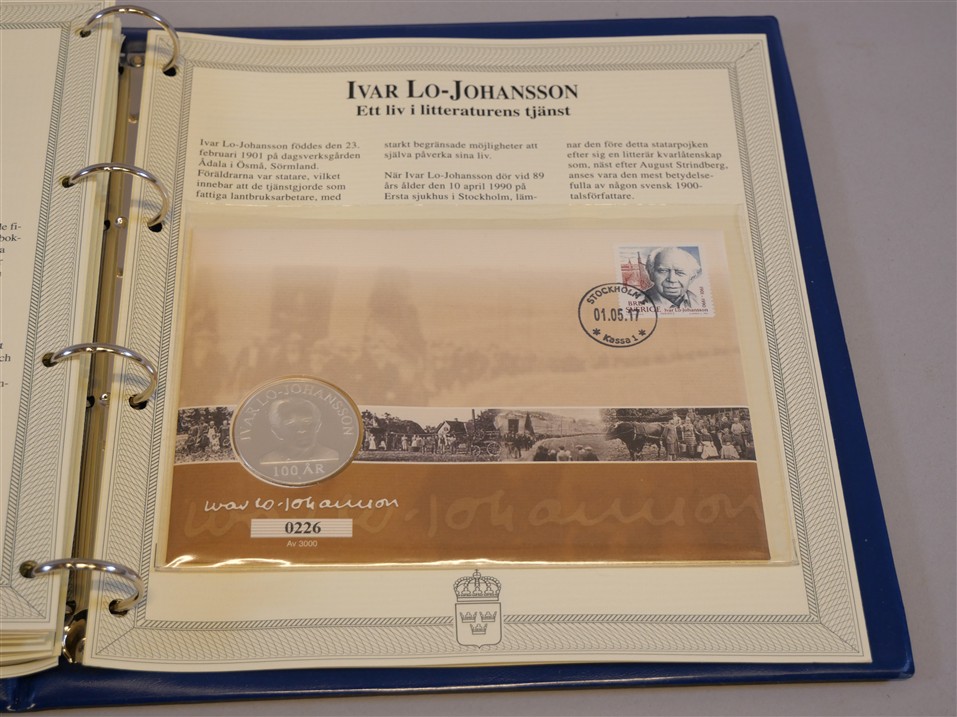 IVAR LO-JOHANSSON
Ett liv i litteraturens tjänst
Ivar Lo-Johansson föddes den 23.
februari 1901 på dagsverksgården
Ådala i Ösmå, Sörmland.
Föräldrarna var statare, vilket
innebar att de tjänstgjorde som
fattiga lantbruksarbetare, med
starkt begränsade möjligheter att
själva påverka sina liv.
När Ivar Lo-Johansson dör vid 89
års ålder den 10 april 1990 på
Ersta sjukhus i Stockholm, läm-
nar den före detta statarpojken
efter sig en litterär kvarlåtenskap
som, näst efter August Strindberg,
anses vara den mest betydelse-
fulla av någon svensk 1900-
talsförfattare.
STOCKHOLM
01.05.17
Kassa 1
SVERIGE Ivar Lo Johansson
IVAR LO-JOHANSSON
100 ÅR
Ivar Lo-Johansson
Ivar Lo-Johansson
0226
Av 3000